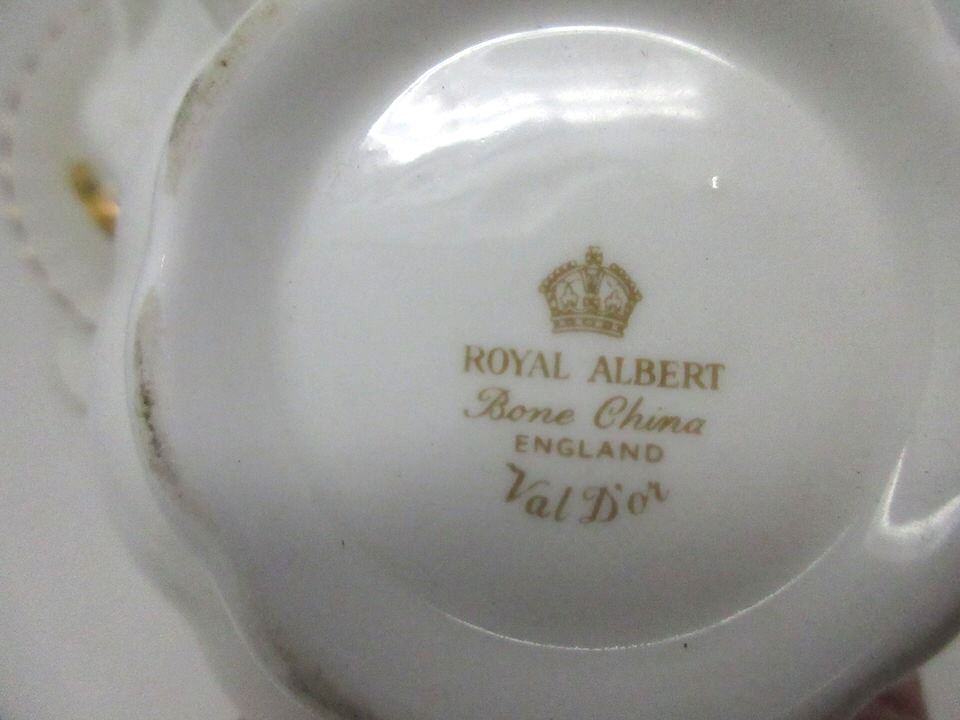 ROYAL ALBERT
Bone China
ENGLAND
Val D'or